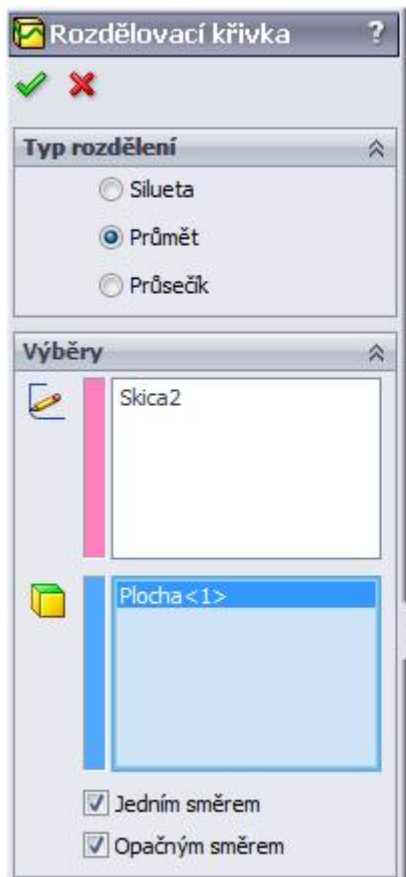 Rozdělovací křivka ?
Typ rozdělení
Silueta
Průmět
Průsečík
Výběry
Skica2
Plocha<1>
Jedním směrem
Opačným směrem